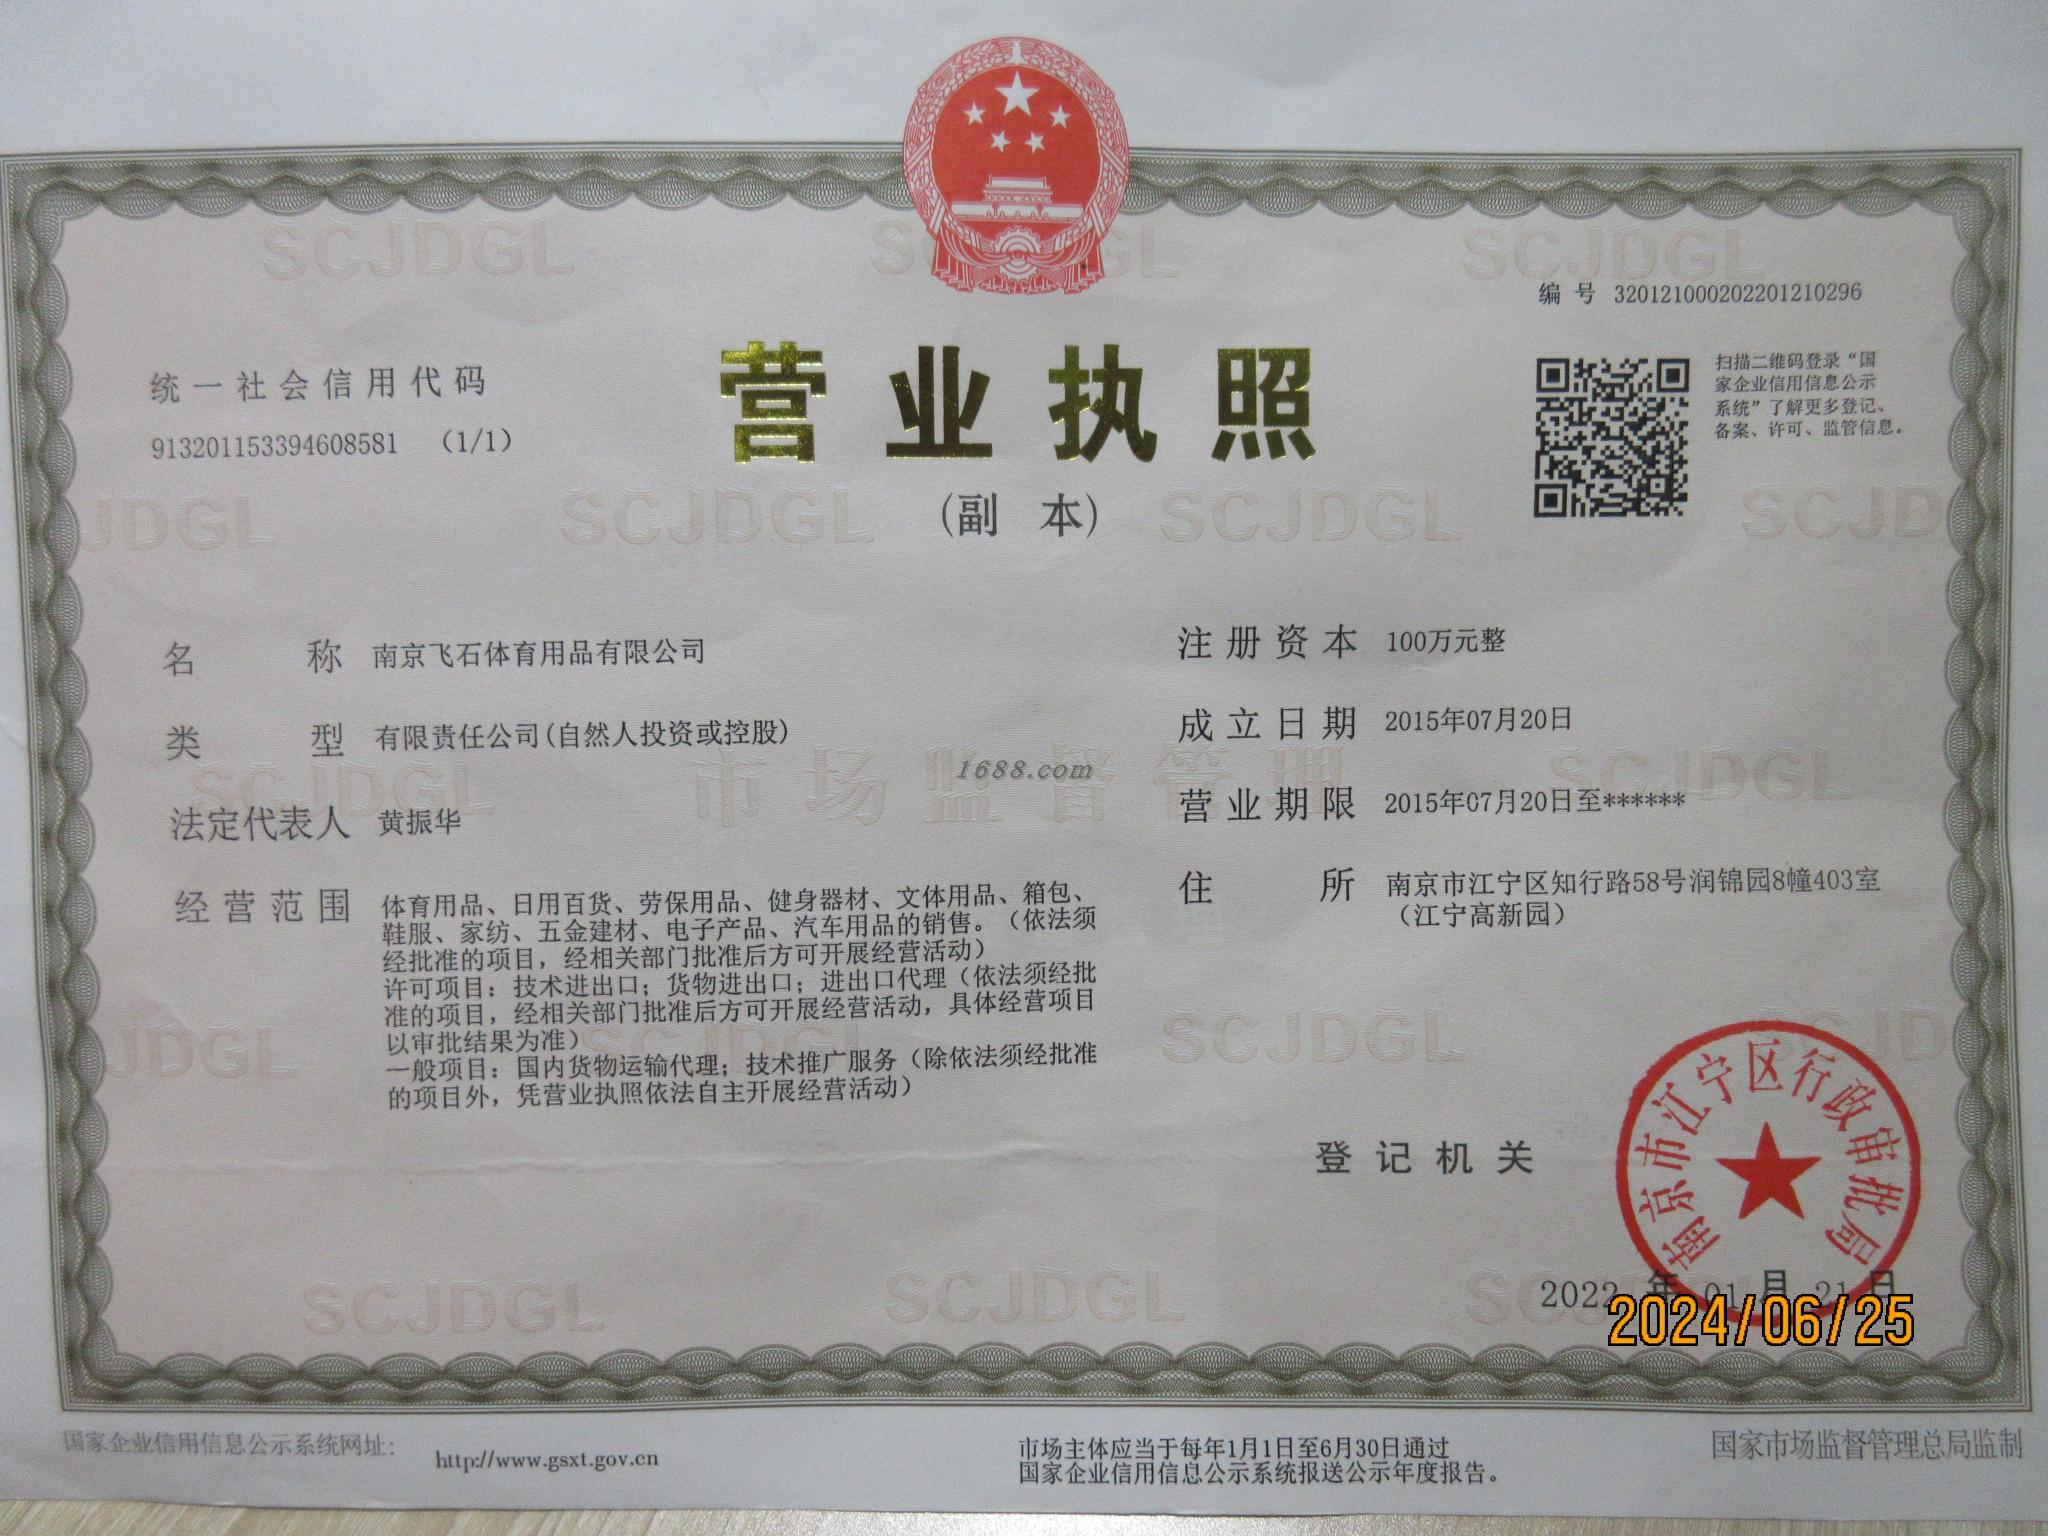 编 号 320121000202201210296
统一社会信用代码
913201153394608581 (1/1)
营业执照
(副 本)
扫描二维码登录“国
家企业信用信息公示
系统”了解更多登记、
备案、许可、监管信息。
名 称 南京飞石体育用品有限公司
类 型 有限责任公司(自然人投资或控股)
法定代表人 黄振华
经营范围 体育用品、日用百货、劳保用品、健身器材、文体用品、箱包、
鞋服、家纺、五金建材、电子产品、汽车用品的销售。（依法须
经批准的项目，经相关部门批准后方可开展经营活动）
许可项目：技术进出口；货物进出口；进出口代理（依法须经批
准的项目，经相关部门批准后方可开展经营活动，具体经营项目
以审批结果为准）
一般项目：国内货物运输代理；技术推广服务（除依法须经批准
的项目外，凭营业执照依法自主开展经营活动）
注册资本 100万元整
成立日期 2015年07月20日
营业期限 2015年07月20日至******
住 所 南京市江宁区知行路58号润锦园8幢403室
（江宁高新园）
1688.com
市场监督管理
SCJDGL
登记机关
南京市江宁区行政审批局
2022 年 01 月 21 日
2024/06/25
国家企业信用信息公示系统网址：
http://www.gsxt.gov.cn
市场主体应当于每年1月1日至6月30日通过
国家企业信用信息公示系统报送公示年度报告。
国家市场监督管理总局监制